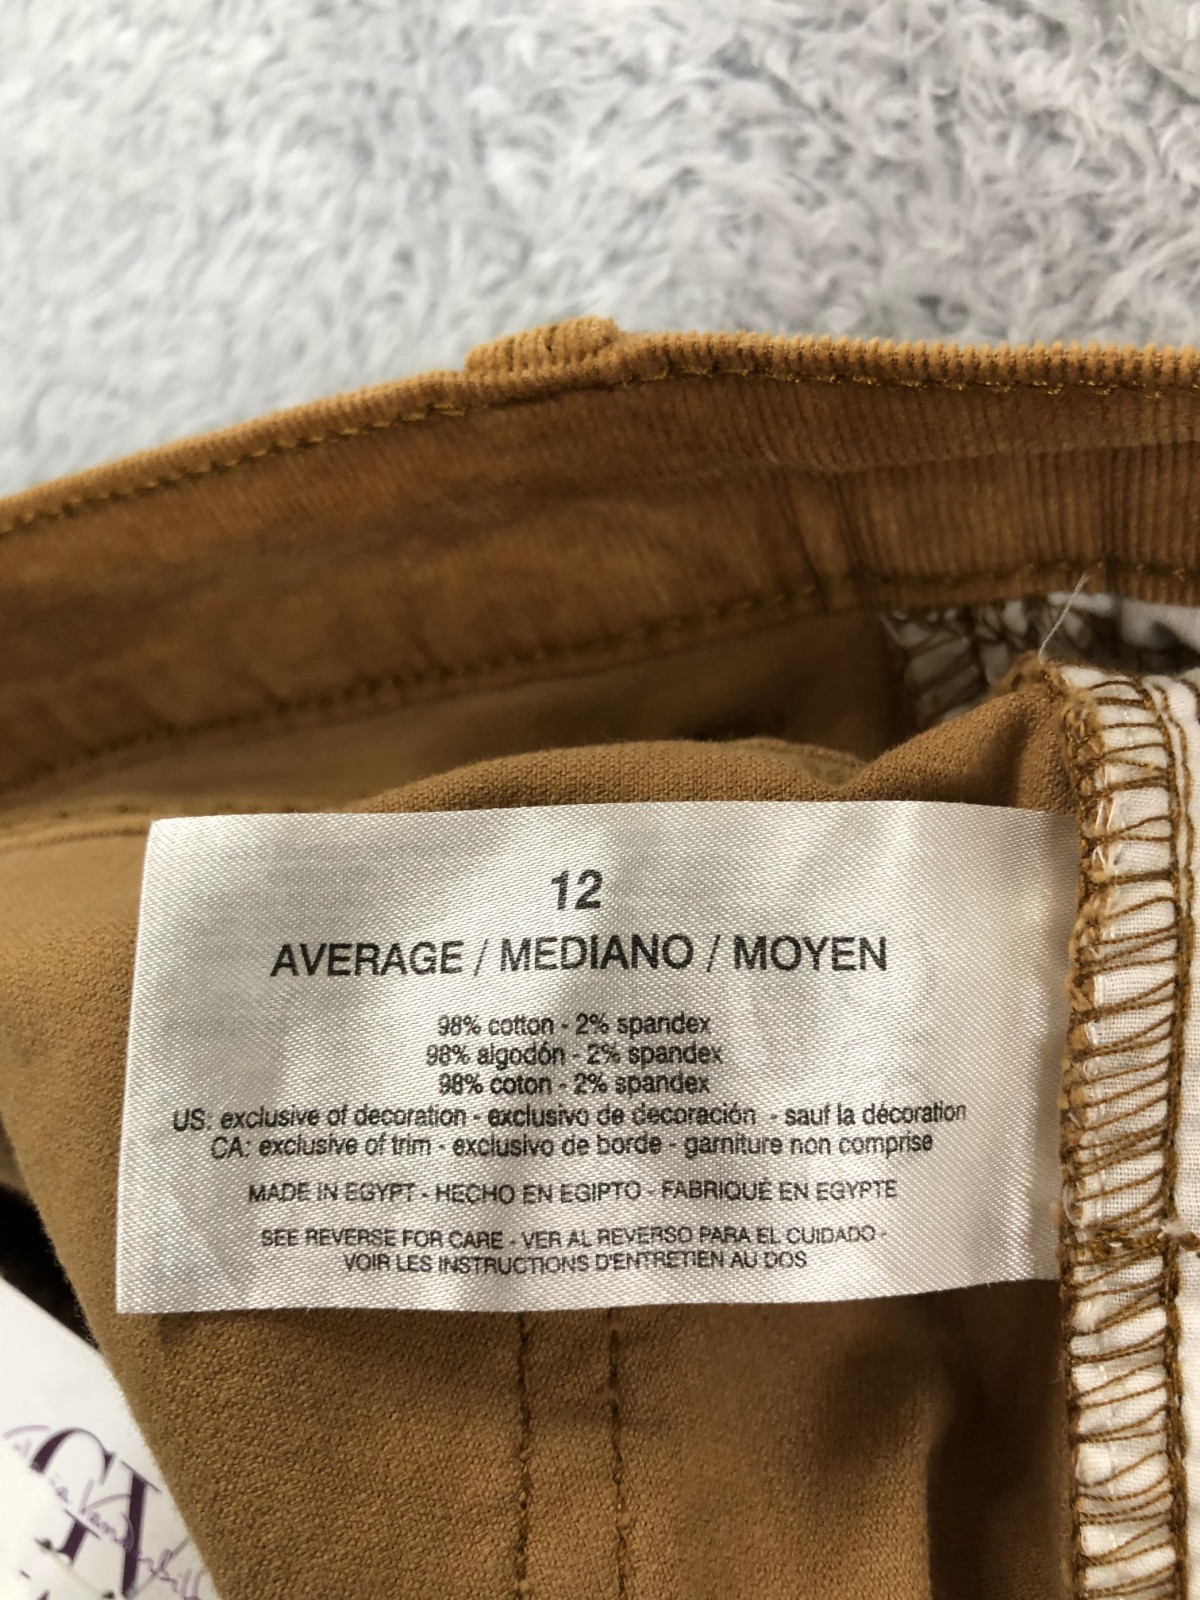 12
AVERAGE / MEDIANO / MOYEN
98% cotton - 2% spandex
98% algodón - 2% spandex
98% coton - 2% spandex
US: exclusive of decoration - exclusivo de decoración - sauf la décoration
CA: exclusive of trim - exclusivo de borde - garniture non comprise
MADE IN EGYPT - HECHO EN EGIPTO - FABRIQUÉ EN EGYPTE
SEE REVERSE FOR CARE - VER AL REVERSO PARA EL CUIDADO -
VOIR LES INSTRUCTIONS D'ENTRETIEN AU DOS